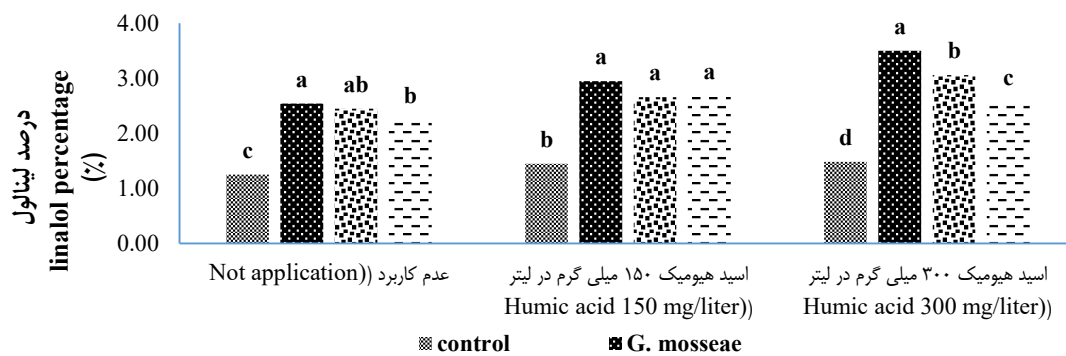 درصد لینالول
linalol percentage
(٪)
4.00
3.00
2.00
1.00
0.00
c
a
ab
b
b
a
a
a
d
a
b
c
عدم کاربرد ((Not application
اسید هیومیک ۱۵۰ میلی گرم در لیتر
Humic acid 150 mg/liter))
اسید هیومیک ۳۰۰ میلی گرم در لیتر
Humic acid 300 mg/liter))
control
G. mosseae